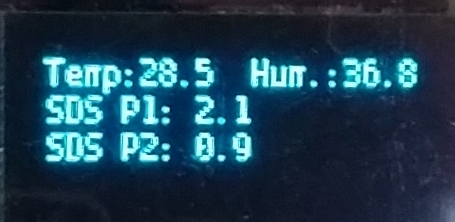 Temp:28.5 Hum.:36.8
SDS P1: 2.1
SDS P2: 0.9